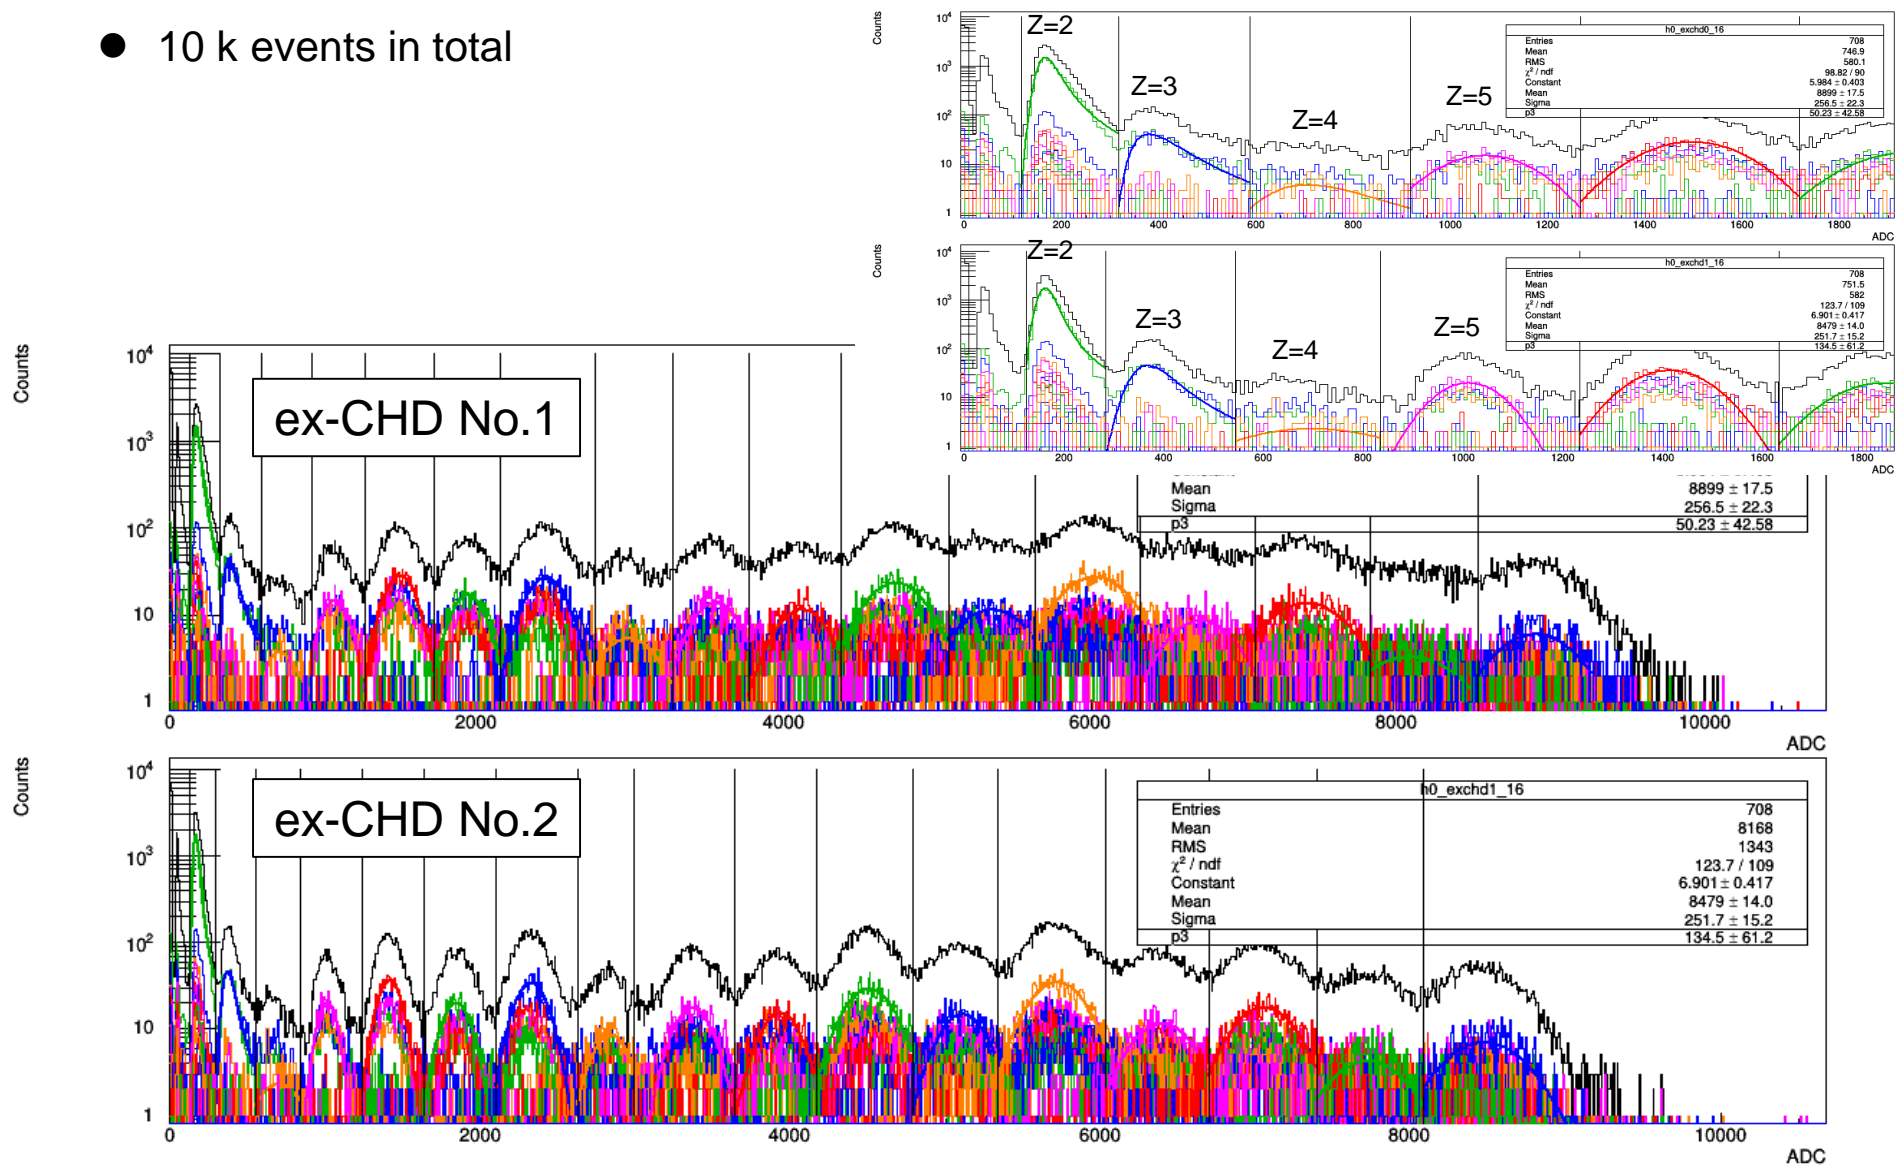 ● 10 k events in total
Counts
10⁴
10³
10²
10
1
Z=2
Z=3
Z=4
Z=5
h0_exchd0_16
Entries 708
Mean 746.9
RMS 580.1
χ² / ndf 98.82 / 90
Constant 5.984 ± 0.403
Mean 8899 ± 17.5
Sigma 256.5 ± 22.3
p3 50.23 ± 42.58
0 200 400 600 800 1000 1200 1400 1600 1800
ADC
Counts
10⁴
10³
10²
10
1
Z=2
Z=3
Z=4
Z=5
h0_exchd1_16
Entries 708
Mean 751.5
RMS 582
χ² / ndf 123.7 / 109
Constant 6.901 ± 0.417
Mean 8479 ± 14.0
Sigma 251.7 ± 15.2
p3 134.5 ± 61.2
0 200 400 600 800 1000 1200 1400 1600 1800
ADC
Counts
10⁴
10³
10²
10
1
ex-CHD No.1
Mean 8899 ± 17.5
Sigma 256.5 ± 22.3
p3 50.23 ± 42.58
0 2000 4000 6000 8000 10000
ADC
Counts
10⁴
10³
10²
10
1
ex-CHD No.2
h0_exchd1_16
Entries 708
Mean 8168
RMS 1343
χ² / ndf 123.7 / 109
Constant 6.901 ± 0.417
Mean 8479 ± 14.0
Sigma 251.7 ± 15.2
p3 134.5 ± 61.2
0 2000 4000 6000 8000 10000
ADC